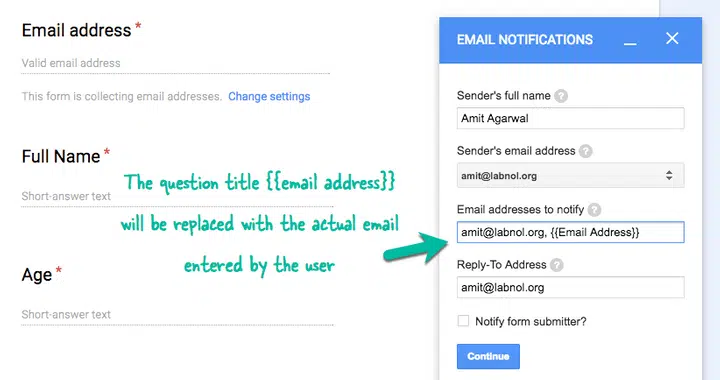 Email address *
Valid email address
This form is collecting email addresses. Change settings
Full Name *
Short-answer text
The question title {{email address}}
will be replaced with the actual email
entered by the user
Age *
Short-answer text
EMAIL NOTIFICATIONS
Sender's full name ?
Amit Agarwal
Sender's email address ?
amit@labnol.org
Email addresses to notify ?
amit@labnol.org, {{Email Address}}
Reply-To Address ?
amit@labnol.org
Notify form submitter?
Continue